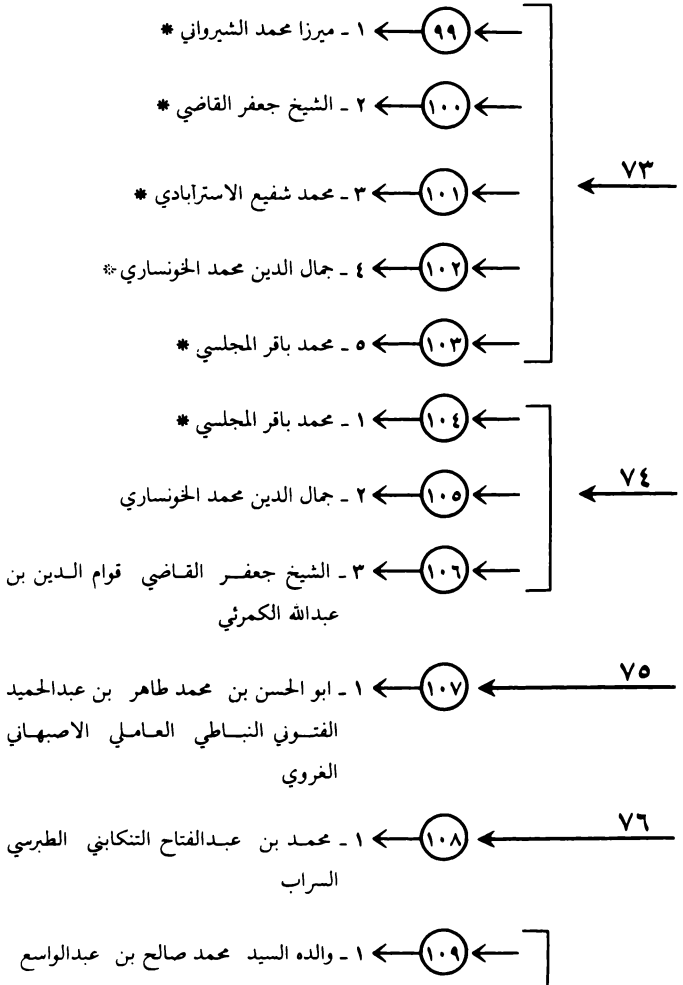 ٩٩ ١ ـ ميرزا محمد الشيرواني *
١٠٠ ٢ ـ الشيخ جعفر القاضي *
٧٣
١٠١ ٣ ـ محمد شفيع الاسترآبادي *
١٠٢ ٤ ـ جمال الدين محمد الخونساري *
١٠٣ ٥ ـ محمد باقر المجلسي *
١٠٤ ١ ـ محمد باقر المجلسي *
٧٤
١٠٥ ٢ ـ جمال الدين محمد الخونساري
١٠٦ ٣ ـ الشيخ جعفر القاضي قوام الدين بن
عبدالله الكمرئي
٧٥
١٠٧ ١ ـ ابو الحسن بن محمد طاهر بن عبدالحميد
الفتوني النباطي العاملي الاصبهاني
الغروي
٧٦
١٠٨ ١ ـ محمد بن عبدالفتاح التنكابني الطبرسي
السراب
١٠٩ ١ ـ والده السيد محمد صالح بن عبدالواسع